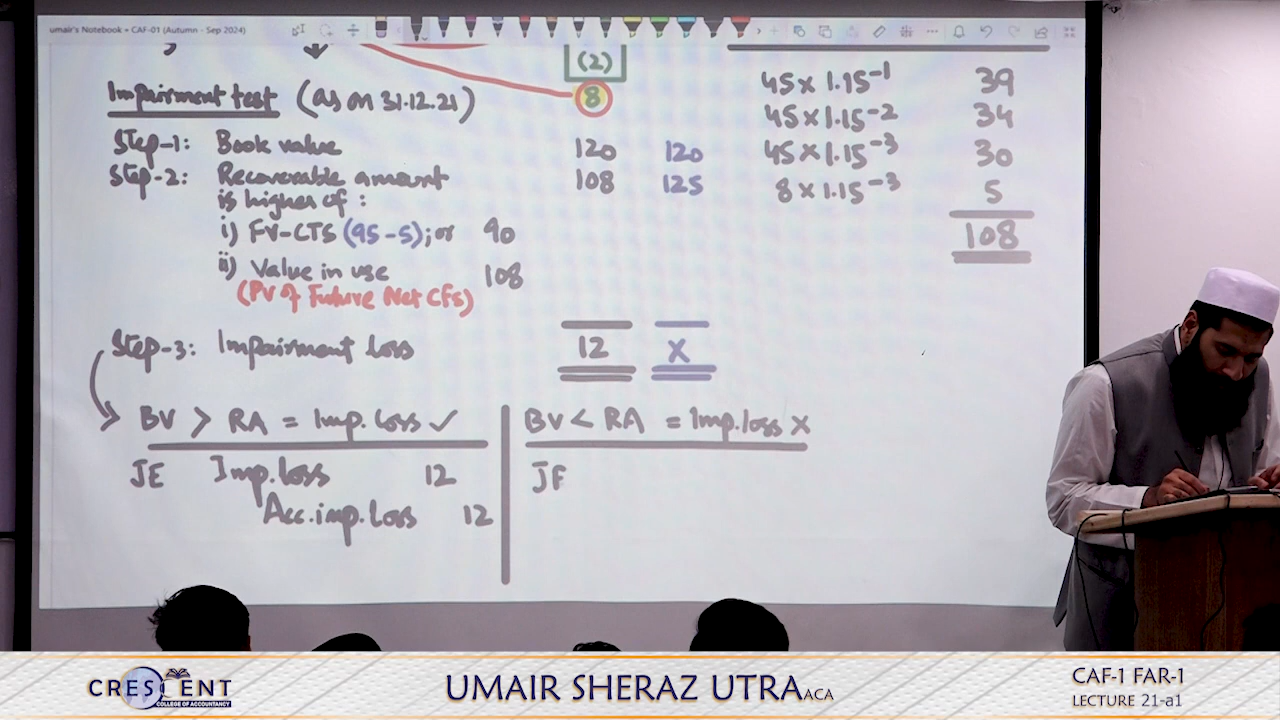 umair's Notebook • CAF-01 (Autumn - Sep 2024)
(2)
8
Impairment test (as on 31.12.21)
Step-1: Book value 120 120
Step-2: Recoverable amount 108 125
is higher of :
i) FV-CTS (95-5); or 90
ii) Value in use 108
(PV of Future Net CFs)
Step-3: Impairment Loss 12 X
45 x 1.15-1 39
45 x 1.15-2 34
45 x 1.15-3 30
8 x 1.15-3 5
108
BV > RA = Imp. Loss ✓
JE Imp. loss 12
Acc. imp. Loss 12
BV < RA = Imp. loss X
JE
CRESCENT
COLLEGE OF ACCOUNTANCY
UMAIR SHERAZ UTRA ACA
CAF-1 FAR-1
LECTURE 21-a1